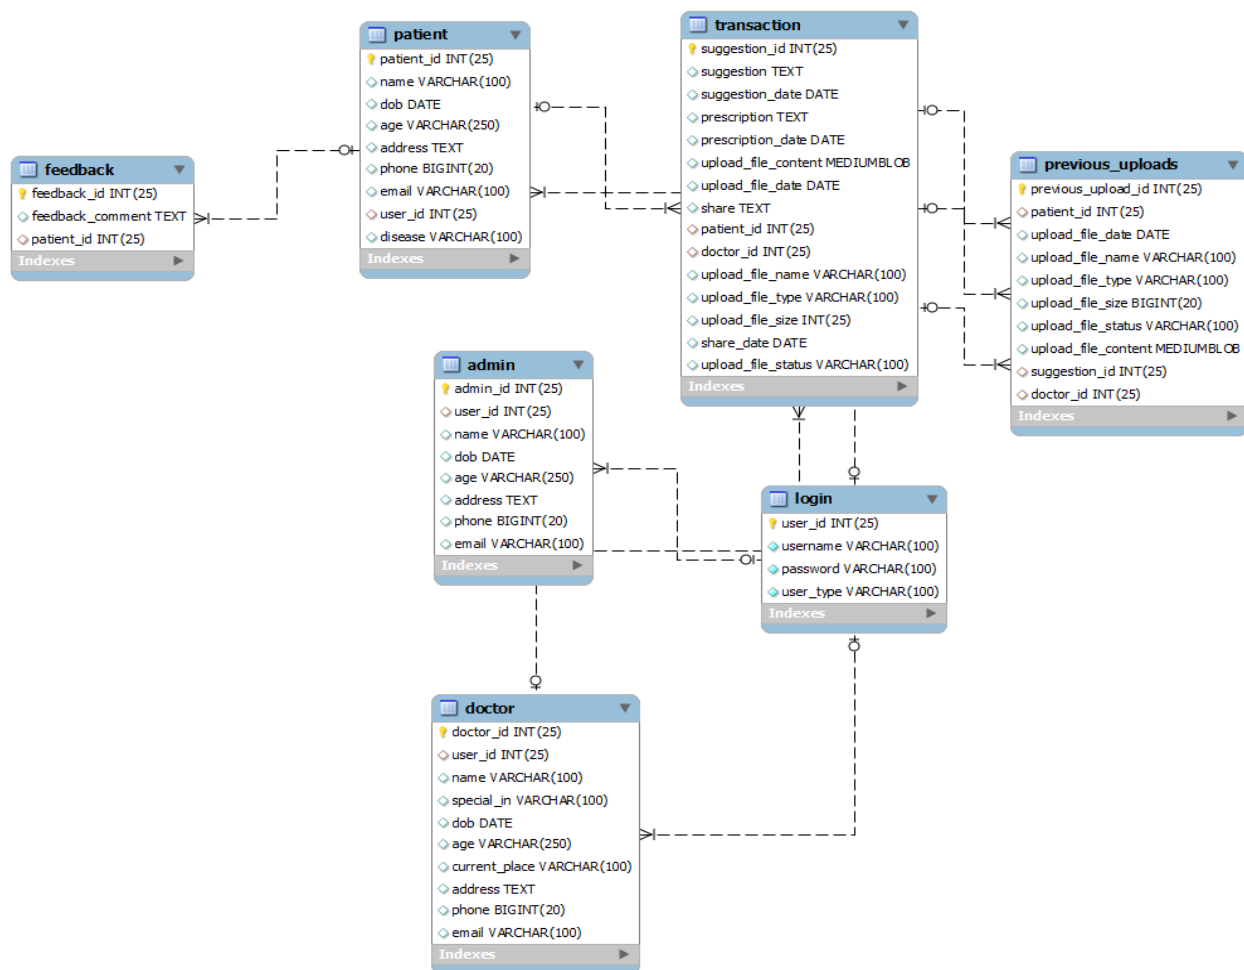 patient
patient_id INT(25)
name VARCHAR(100)
dob DATE
age VARCHAR(250)
address TEXT
phone BIGINT(20)
email VARCHAR(100)
user_id INT(25)
disease VARCHAR(100)
Indexes
transaction
suggestion_id INT(25)
suggestion TEXT
suggestion_date DATE
prescription TEXT
prescription_date DATE
upload_file_content MEDIUMBLOB
upload_file_date DATE
share TEXT
patient_id INT(25)
doctor_id INT(25)
upload_file_name VARCHAR(100)
upload_file_type VARCHAR(100)
upload_file_size INT(25)
share_date DATE
upload_file_status VARCHAR(100)
Indexes
feedback
feedback_id INT(25)
feedback_comment TEXT
patient_id INT(25)
Indexes
previous_uploads
previous_upload_id INT(25)
patient_id INT(25)
upload_file_date DATE
upload_file_name VARCHAR(100)
upload_file_type VARCHAR(100)
upload_file_size BIGINT(20)
upload_file_status VARCHAR(100)
upload_file_content MEDIUMBLOB
suggestion_id INT(25)
doctor_id INT(25)
Indexes
admin
admin_id INT(25)
user_id INT(25)
name VARCHAR(100)
dob DATE
age VARCHAR(250)
address TEXT
phone BIGINT(20)
email VARCHAR(100)
Indexes
login
user_id INT(25)
username VARCHAR(100)
password VARCHAR(100)
user_type VARCHAR(100)
Indexes
doctor
doctor_id INT(25)
user_id INT(25)
name VARCHAR(100)
special_in VARCHAR(100)
dob DATE
age VARCHAR(250)
current_place VARCHAR(100)
address TEXT
phone BIGINT(20)
email VARCHAR(100)
Indexes